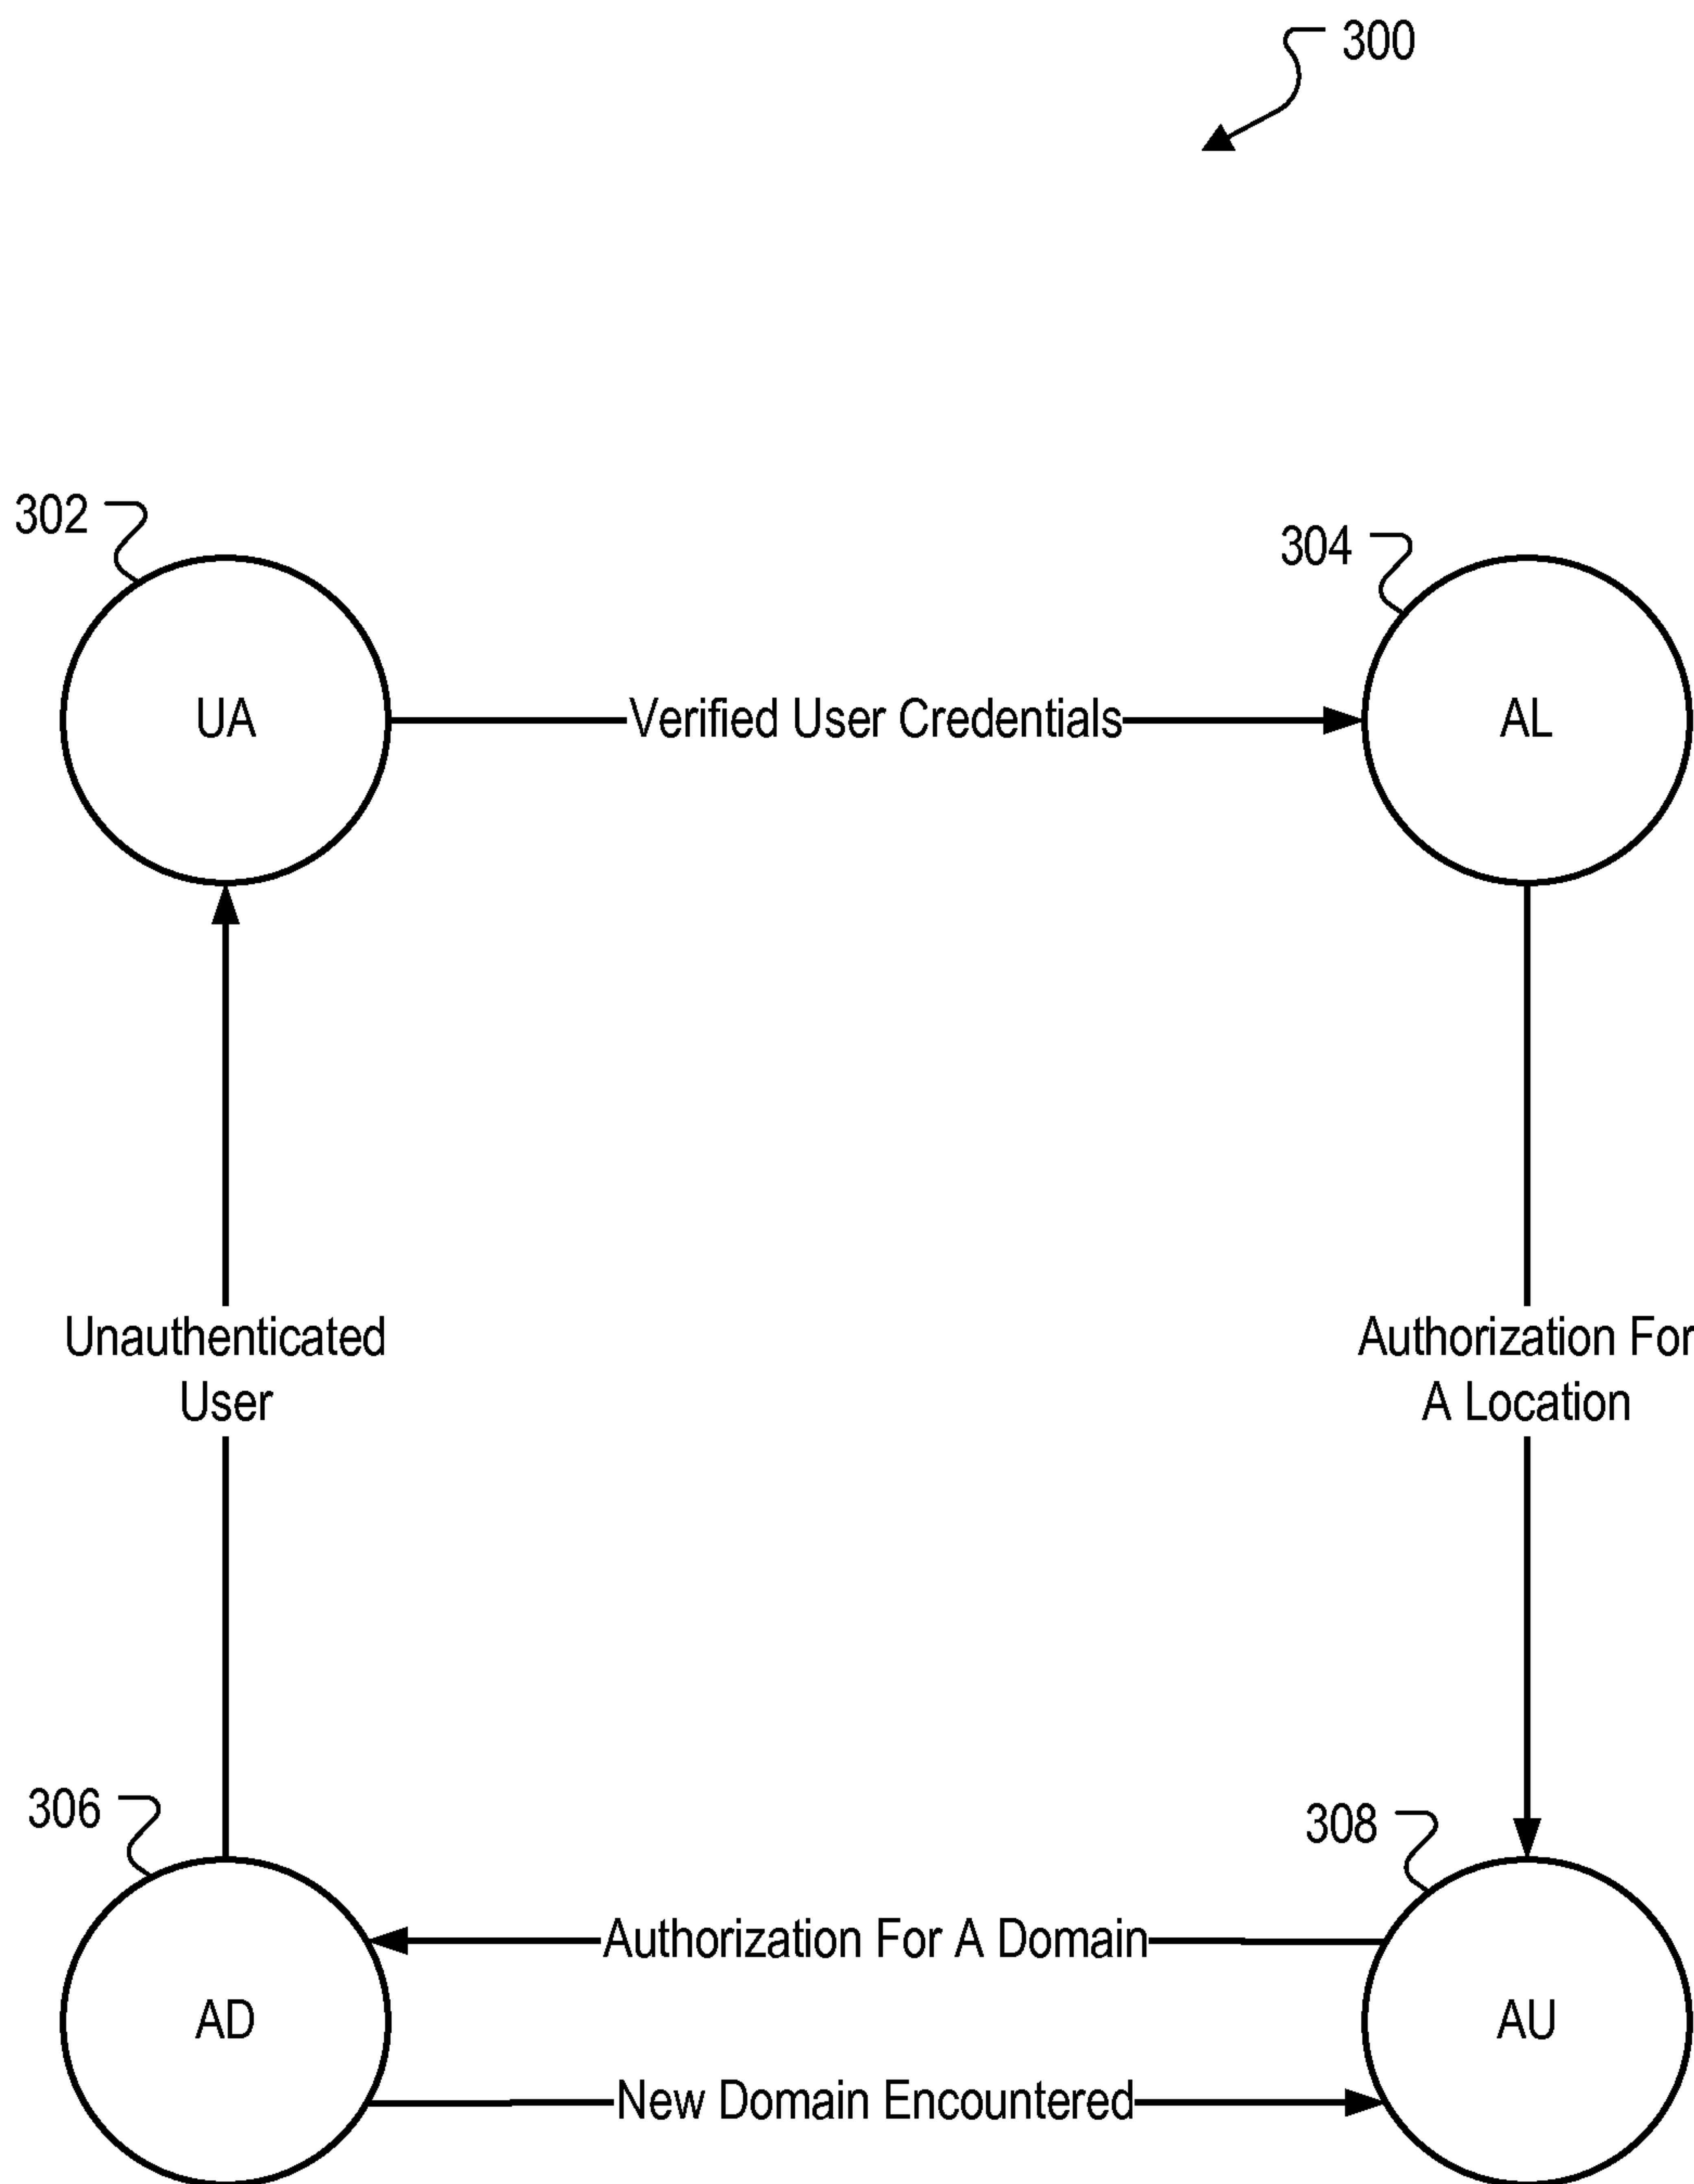 300
302
304
UA
Verified User Credentials
AL
Unauthenticated
User
Authorization For
A Location
306
308
Authorization For A Domain
AD
AU
New Domain Encountered